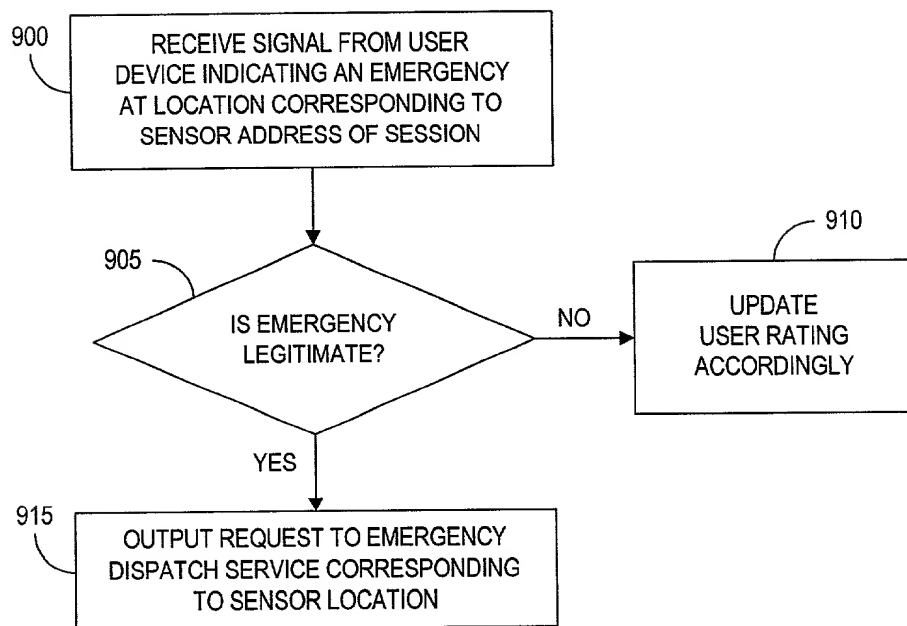 900
RECEIVE SIGNAL FROM USER
DEVICE INDICATING AN EMERGENCY
AT LOCATION CORRESPONDING TO
SENSOR ADDRESS OF SESSION
905
IS EMERGENCY
LEGITIMATE?
NO
910
UPDATE
USER RATING
ACCORDINGLY
YES
915
OUTPUT REQUEST TO EMERGENCY
DISPATCH SERVICE CORRESPONDING
TO SENSOR LOCATION